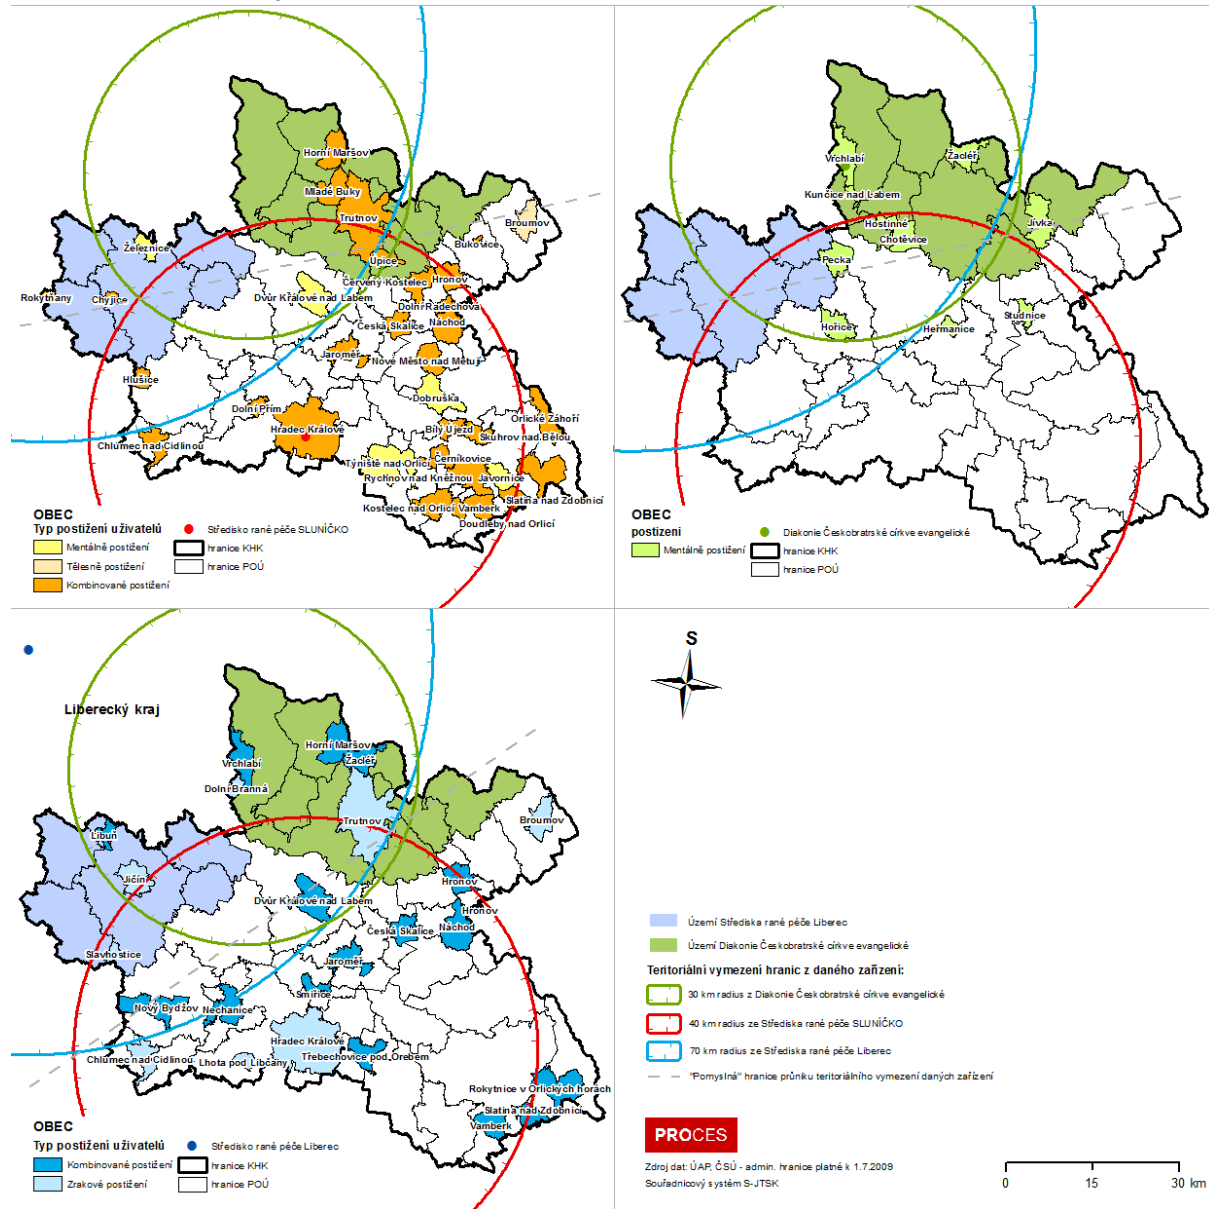 Horní Maršov
Mladé Buky
Trutnov
Broumov
Bukovice
Železnice
Úpice
Červený Kostelec
Hronov
Rokytňany
Chyjice
Dvůr Králové nad Labem
Dolní Radechová
Česká Skalice
Náchod
Jaroměř
Nové Město nad Metují
Hlušice
Dobruška
Dolní Přím
Orlické Záhoří
Hradec Králové
Bílý Újezd
Skuhrov nad Bělou
Chlumec nad Cidlinou
Týniště nad Orlicí
Černíkovice
Rychnov nad Kněžnou
Javornice
Slatina nad Zdobnicí
Kostelec nad Orlicí
Vamberk
Doudleby nad Orlicí
OBEC
Typ postižení uživatelů
Středisko rané péče SLUNÍČKO
Mentálně postižení
hranice KHK
Tělesně postižení
hranice POÚ
Kombinované postižení
Vrchlabí
Žacléř
Kunčice nad Labem
Hostinné
Jívka
Chotěvice
Pecka
Hořice
Heřmanice
Studnice
OBEC
postizeni
Diakonie Českobratrské církve evangelické
Mentálně postižení
hranice KHK
hranice POÚ
Liberecký kraj
Horní Maršov
Vrchlabí
Žacléř
Dolní Branná
Trutnov
Broumov
Libuň
Jičín
Hronov
Dvůr Králové nad Labem
Hronov
Česká Skalice
Náchod
Slavhostice
Jaroměř
Smiřice
Nový Bydžov
Nechanice
Hradec Králové
Chlumec nad Cidlinou
Lhota pod Libčany
Třebechovice pod Orebem
Rokytnice v Orlických horách
Slatina nad Zdobnicí
Vamberk
OBEC
Typ postižení uživatelů
Středisko rané péče Liberec
Kombinované postižení
hranice KHK
Zrakové postižení
hranice POÚ
S
Území Střediska rané péče Liberec
Území Diakonie Českobratrské církve evangelické
Teritoriální vymezení hranic z daného zařízení:
30 km radius z Diakonie Českobratrské církve evangelické
40 km radius ze Střediska rané péče SLUNÍČKO
70 km radius ze Střediska rané péče Liberec
"Pomyslná" hranice průniku teritoriálního vymezení daných zařízení
PROCES
Zdroj dat: ÚAP, ČSÚ - admin. hranice platné k 1.7.2009
Souřadnicový systém S-JTSK
0 15 30 km